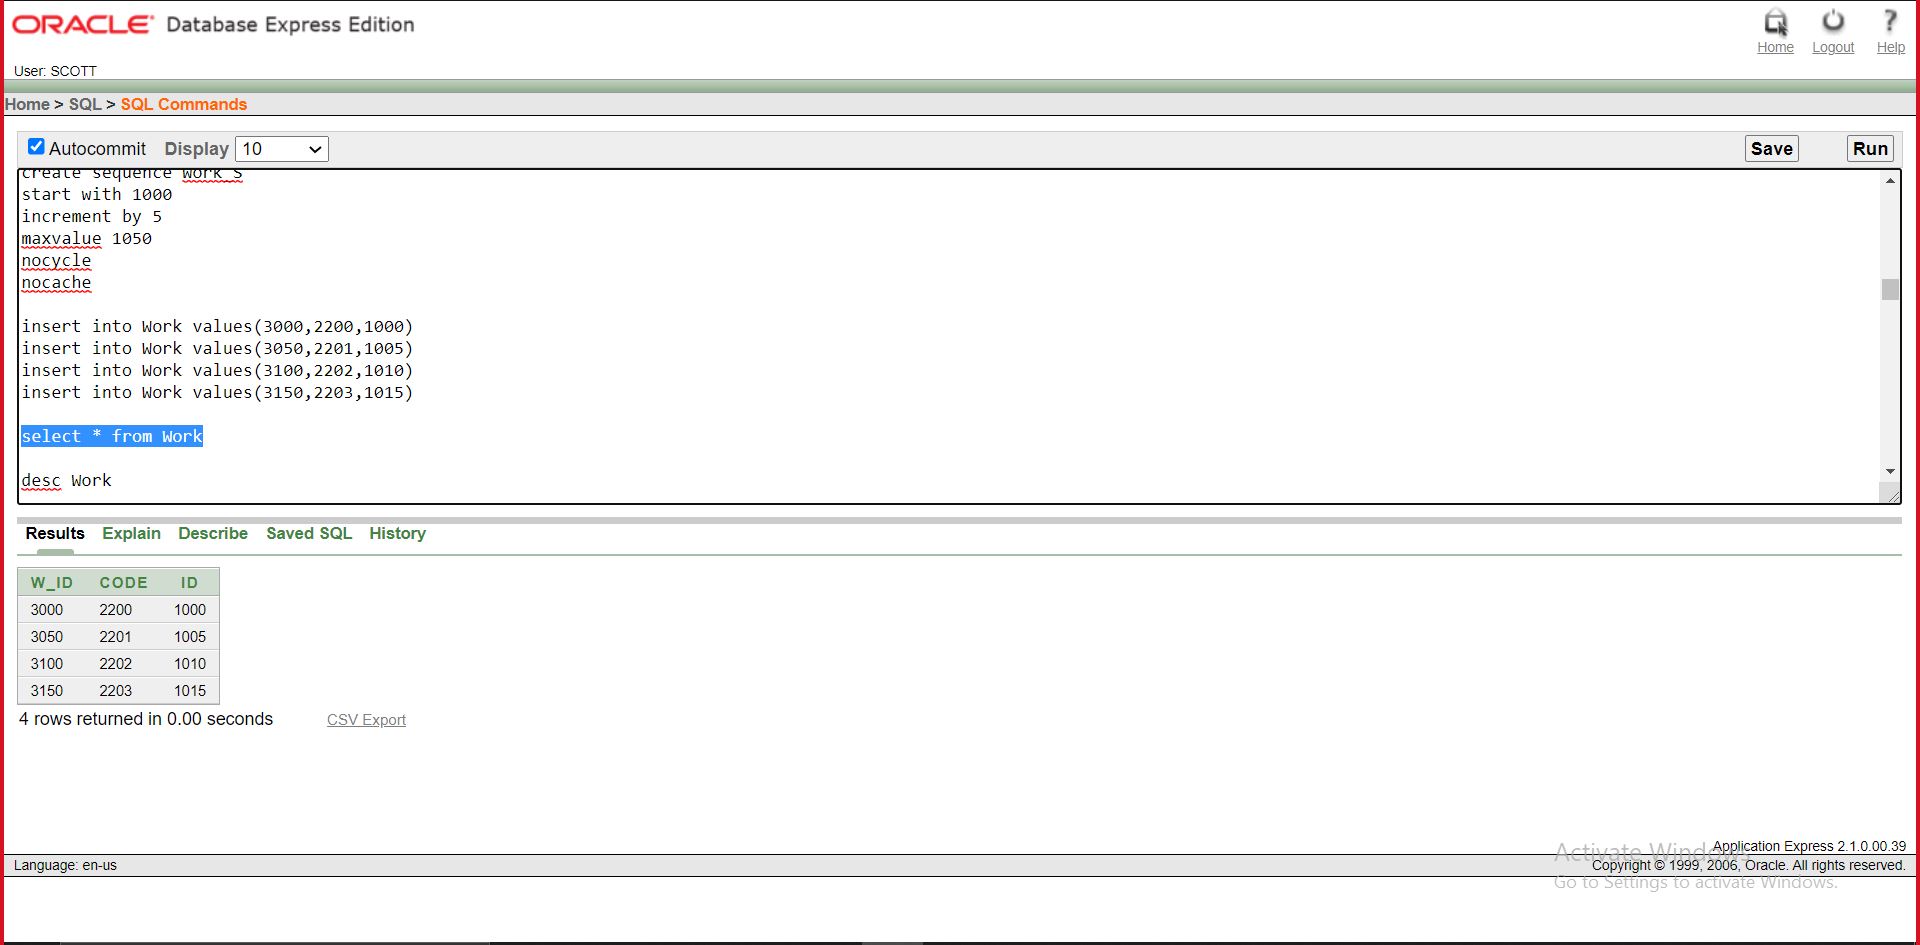 ORACLE Database Express Edition
Home Logout Help
User: SCOTT
Home > SQL > SQL Commands
Autocommit Display 10 Save Run
create sequence Work_S
start with 1000
increment by 5
maxvalue 1050
nocycle
nocache
insert into Work values(3000,2200,1000)
insert into Work values(3050,2201,1005)
insert into Work values(3100,2202,1010)
insert into Work values(3150,2203,1015)
select * from Work
desc Work
Results Explain Describe Saved SQL History
W_ID CODE ID
3000 2200 1000
3050 2201 1005
3100 2202 1010
3150 2203 1015
4 rows returned in 0.00 seconds CSV Export
Application Express 2.1.0.00.39
Activate Windows
Language: en-us Copyright © 1999, 2006, Oracle. All rights reserved.
Go to Settings to activate Windows.